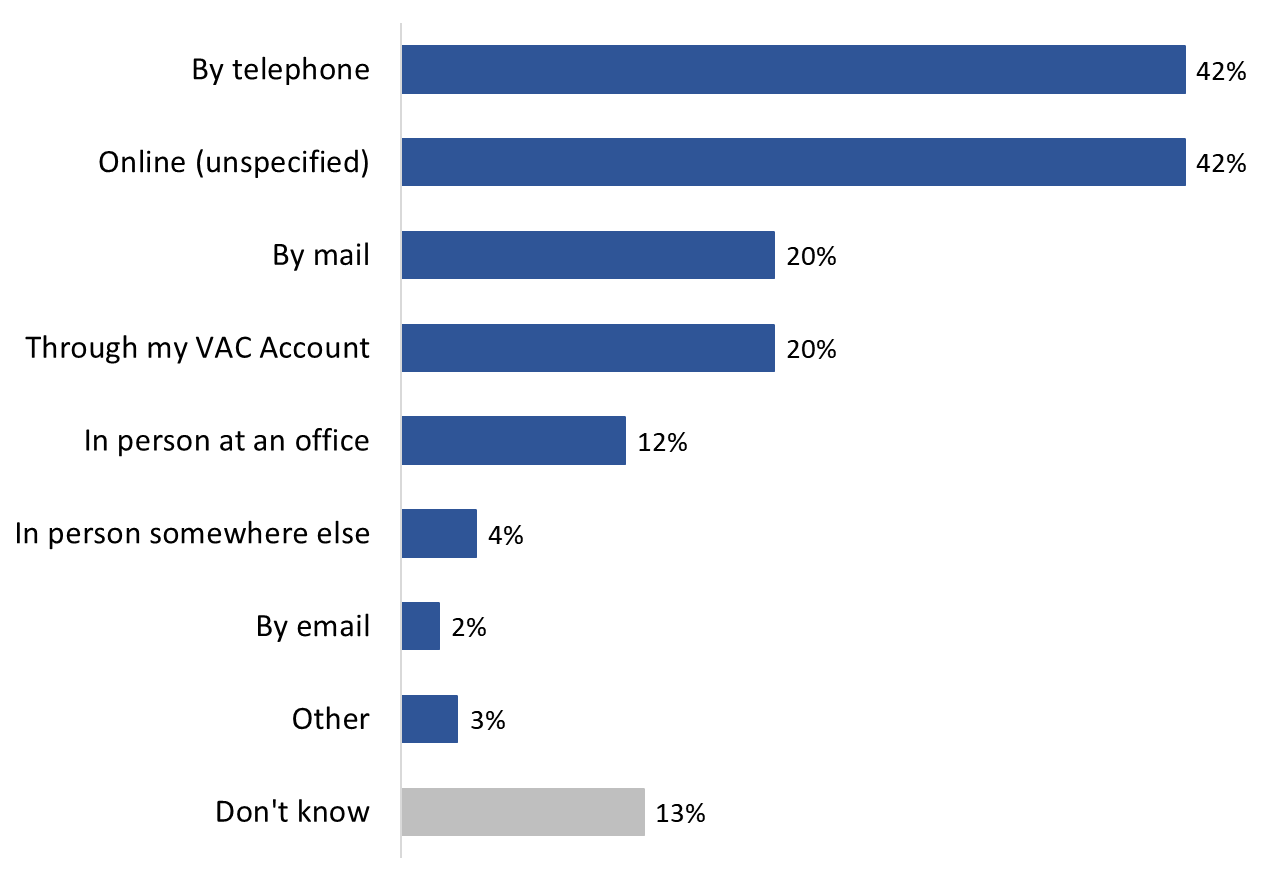 By telephone 42%
Online (unspecified) 42%
By mail 20%
Through my VAC Account 20%
In person at an office 12%
In person somewhere else 4%
By email 2%
Other 3%
Don't know 13%